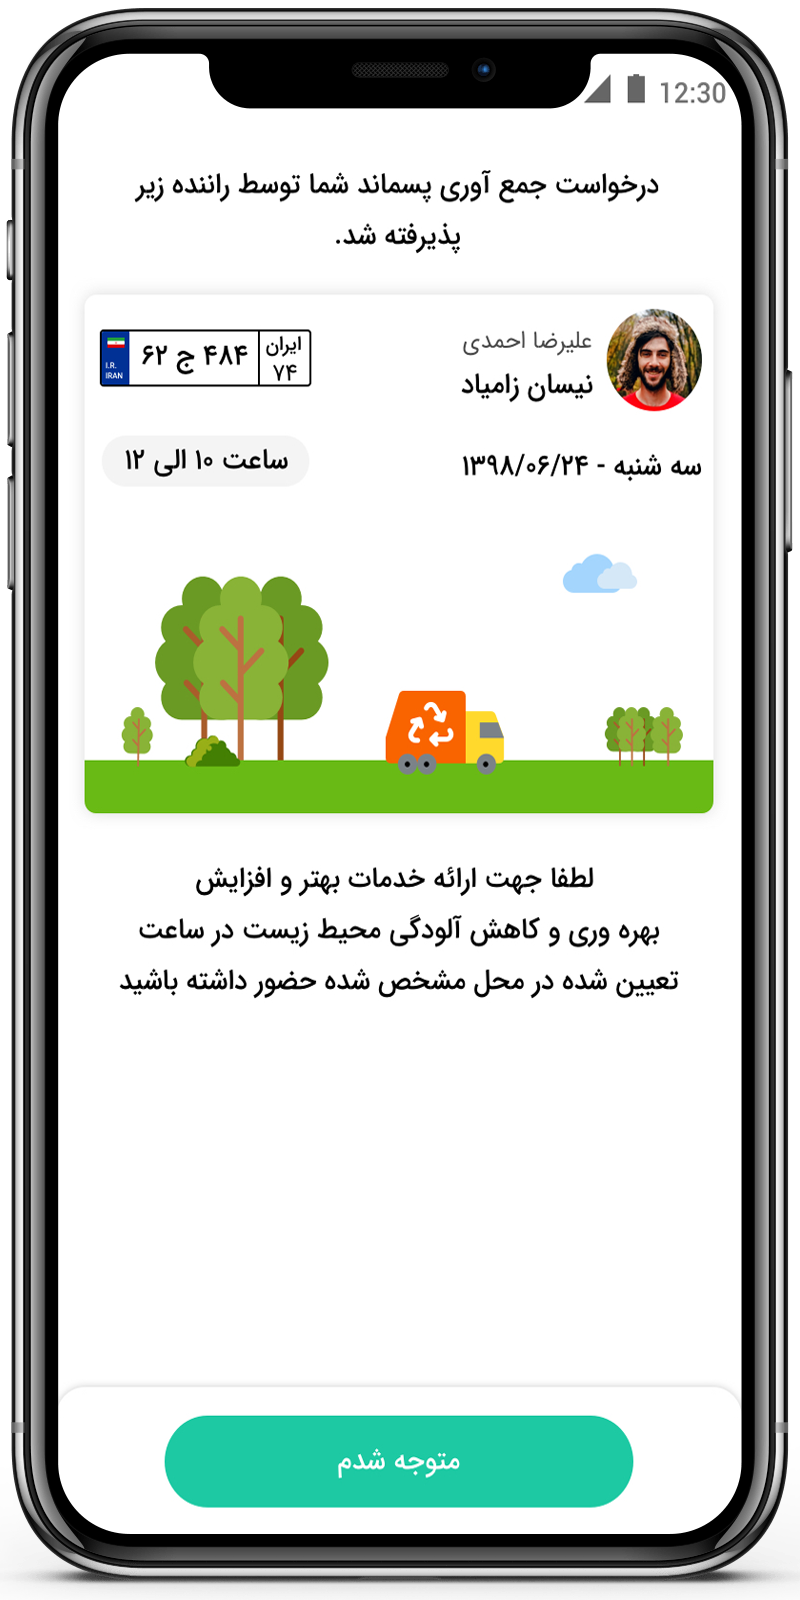 12:30
درخواست جمع آوری پسماند شما توسط راننده زیر
پذیرفته شد.
علیرضا احمدی
نیسان زامیاد
۶۲ ج ۴۸۴
ایران
۷۴
I.R.
IRAN
سه شنبه - ۱۳۹۸/۰۶/۲۴
ساعت ۱۰ الی ۱۲
لطفا جهت ارائه خدمات بهتر و افزایش
بهره وری و کاهش آلودگی محیط زیست در ساعت
تعیین شده در محل مشخص شده حضور داشته باشید
متوجه شدم